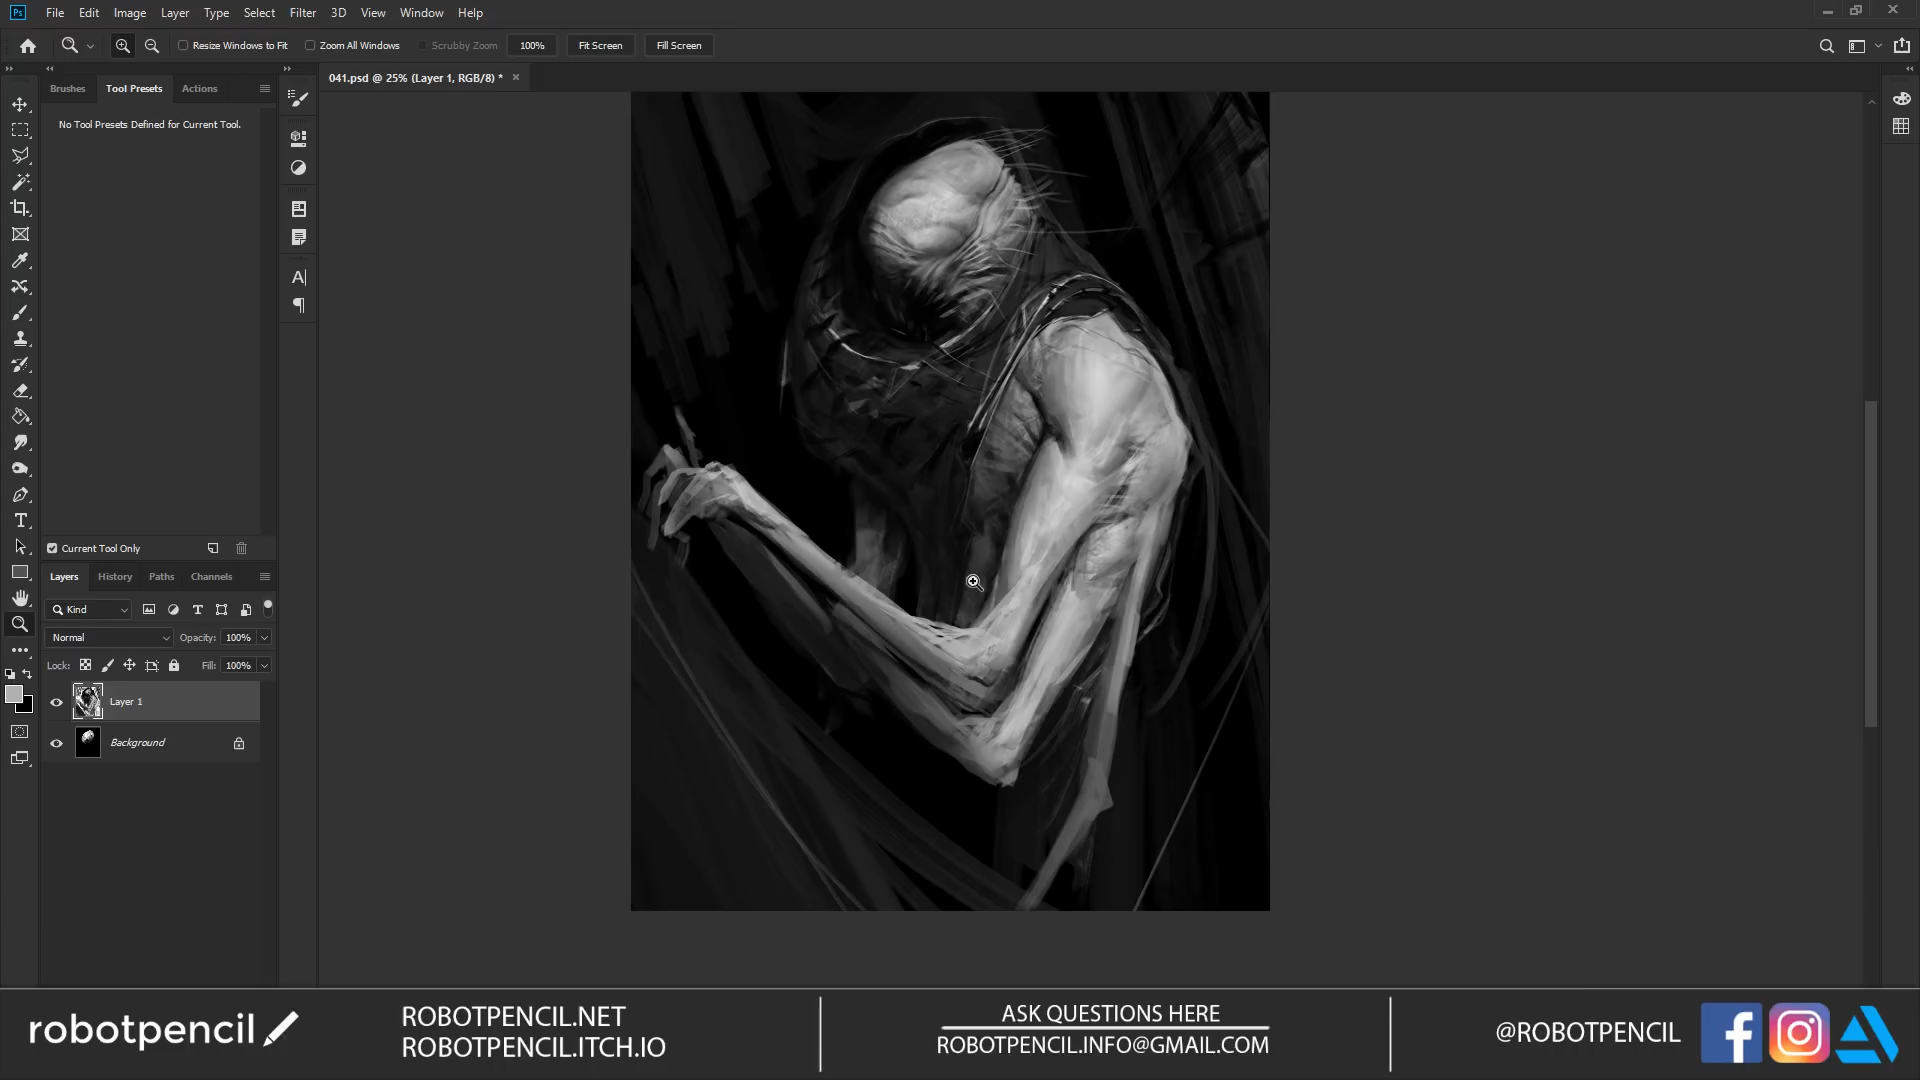 Ps File Edit Image Layer Type Select Filter 3D View Window Help
Resize Windows to Fit Zoom All Windows Scrubby Zoom 100% Fit Screen Fill Screen
041.psd @ 25% (Layer 1, RGB/8) *
Brushes Tool Presets Actions
No Tool Presets Defined for Current Tool.
Current Tool Only
Layers History Paths Channels
Kind
Normal Opacity: 100%
Lock: Fill: 100%
Layer 1
Background
robotpencil
ROBOTPENCIL.NET
ROBOTPENCIL.ITCH.IO
ASK QUESTIONS HERE
ROBOTPENCIL.INFO@GMAIL.COM
@ROBOTPENCIL